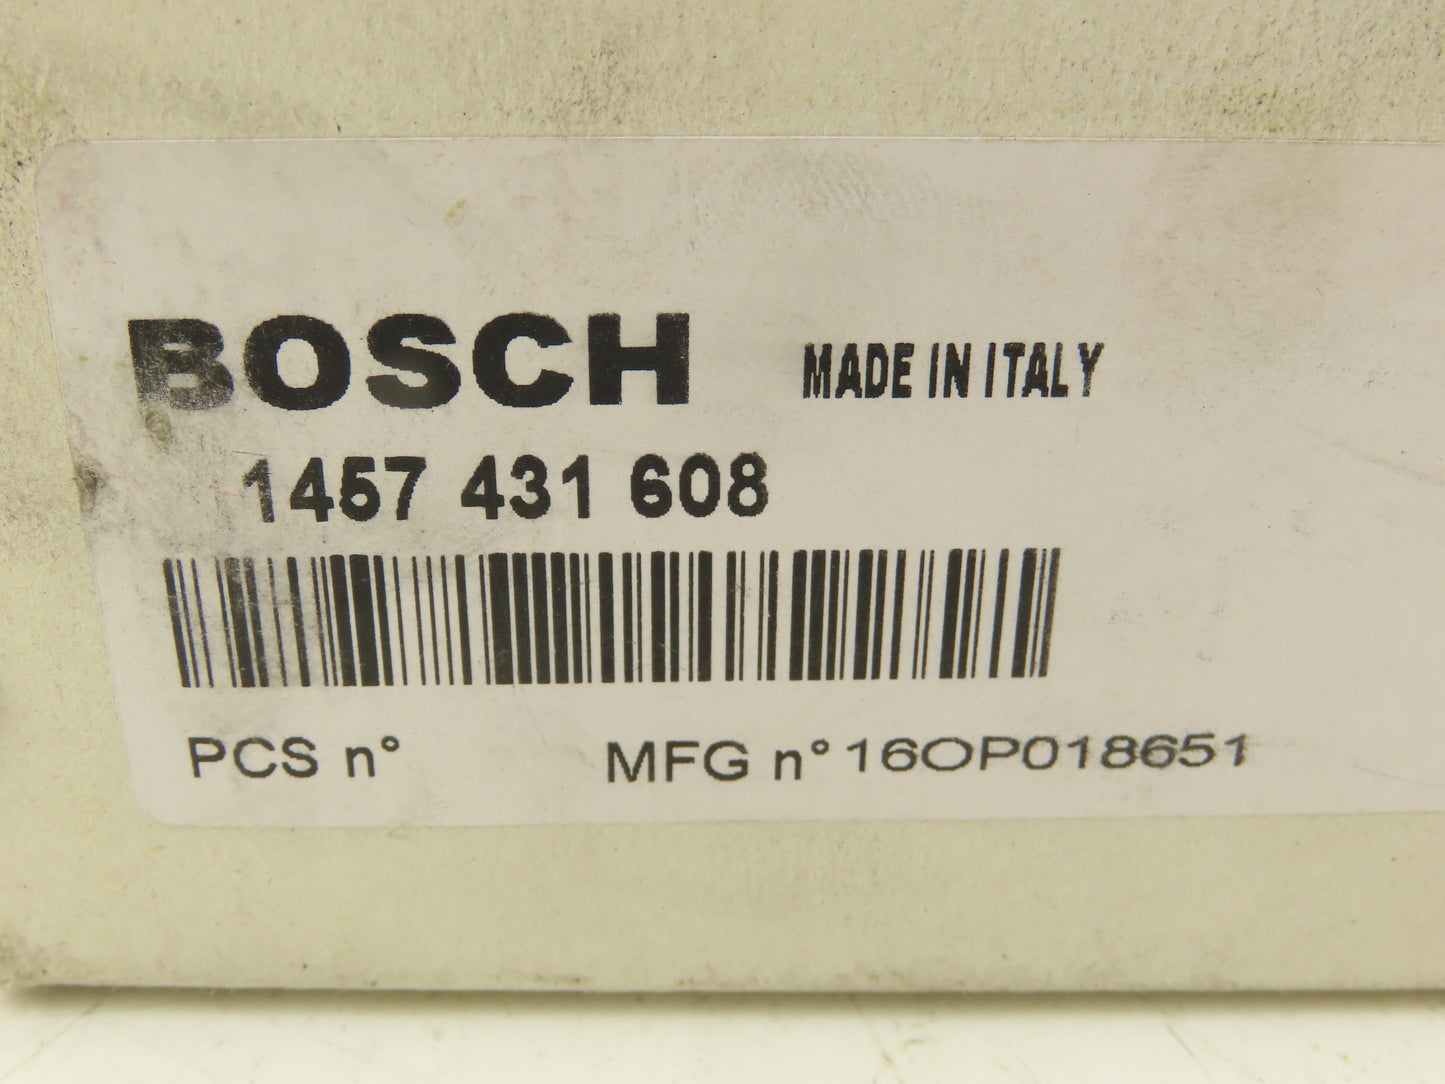 BOSCH MADE IN ITALY
1457 431 608
PCS n° MFG n° 16OP018651